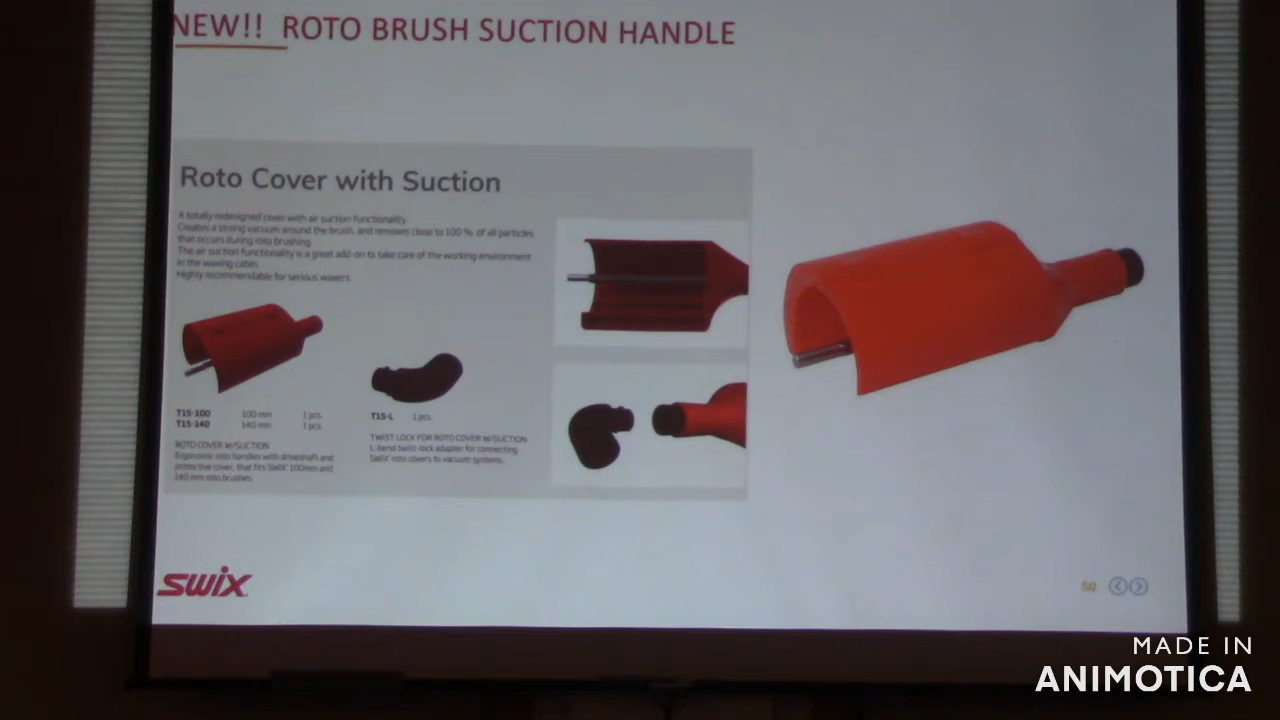 NEW!! ROTO BRUSH SUCTION HANDLE
Roto Cover with Suction
A totally redesigned cover with air suction functionality.
Creates a strong vacuum around the brush, and removes close to 100 % of all particles
that occurs during roto brushing.
The air suction functionality is a great add-on to take care of the working environment
in the waxing cabin.
Highly recommendable for serious waxers.
T15-100 100 mm 1 pcs.
T15-140 140 mm 1 pcs.
ROTO COVER W/SUCTION
Ergonomic roto handles with driveshaft and
protective cover, that fits SWIX 100mm and
140 mm roto brushes.
T15-L 1 pcs.
TWIST LOCK FOR ROTO COVER W/SUCTION
L-bend twist-lock adapter for connecting
SWIX roto covers to vacuum systems.
SWIX
50
MADE IN
ANIMOTICA